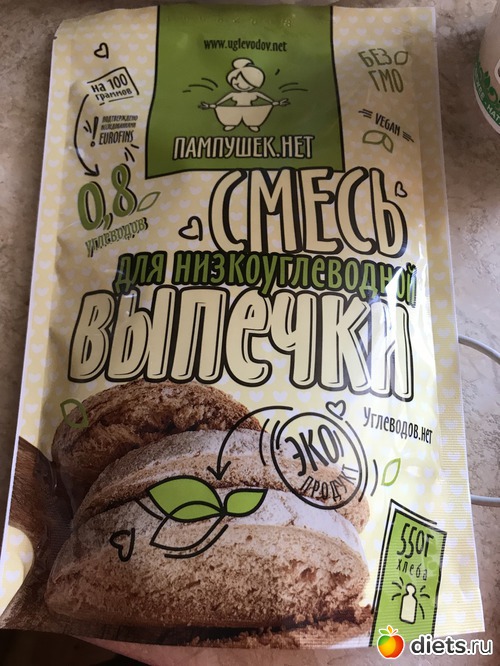 www.uglevodov.net
ПАМПУШЕК.НЕТ
БЕЗ
ГМО
VEGAN
на 100
граммов
ПОДТВЕРЖДЕНО
ИССЛЕДОВАНИЯМИ
EUROFINS
0,8
углеводов
СМЕСЬ
для низкоуглеводной
выпечки
Углеводов.нет
ЭКО!
ПРОДУКТ
550г
хлеба
diets.ru